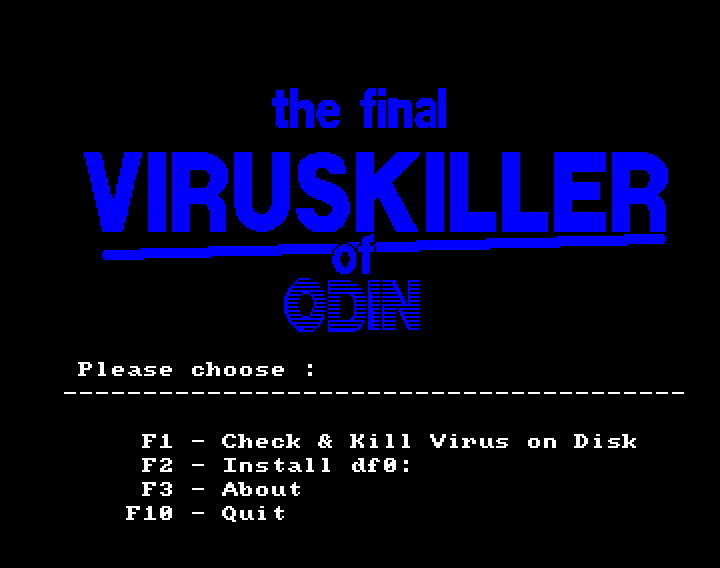 the final
VIRUSKILLER
of
ODIN
Please choose :
---------------------------------------
F1 - Check & Kill Virus on Disk
F2 - Install df0:
F3 - About
F10 - Quit